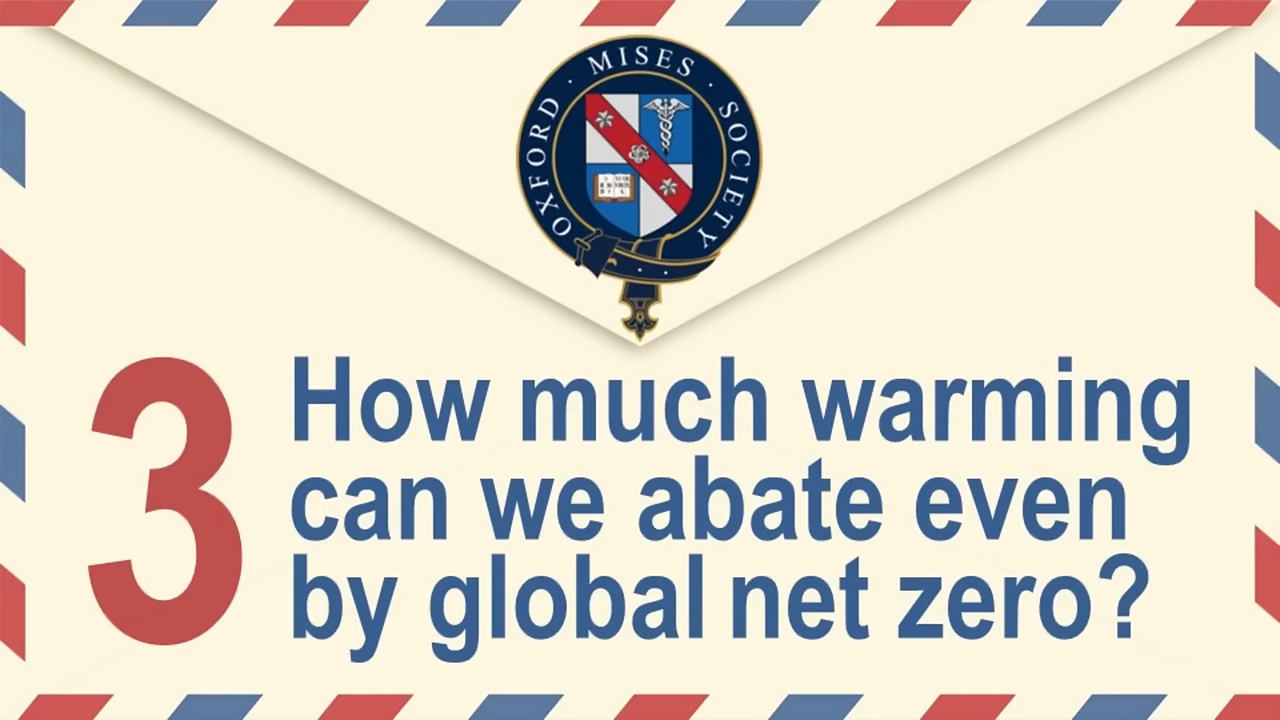 OXFORD · MISES · SOCIETY
3
How much warming
can we abate even
by global net zero?